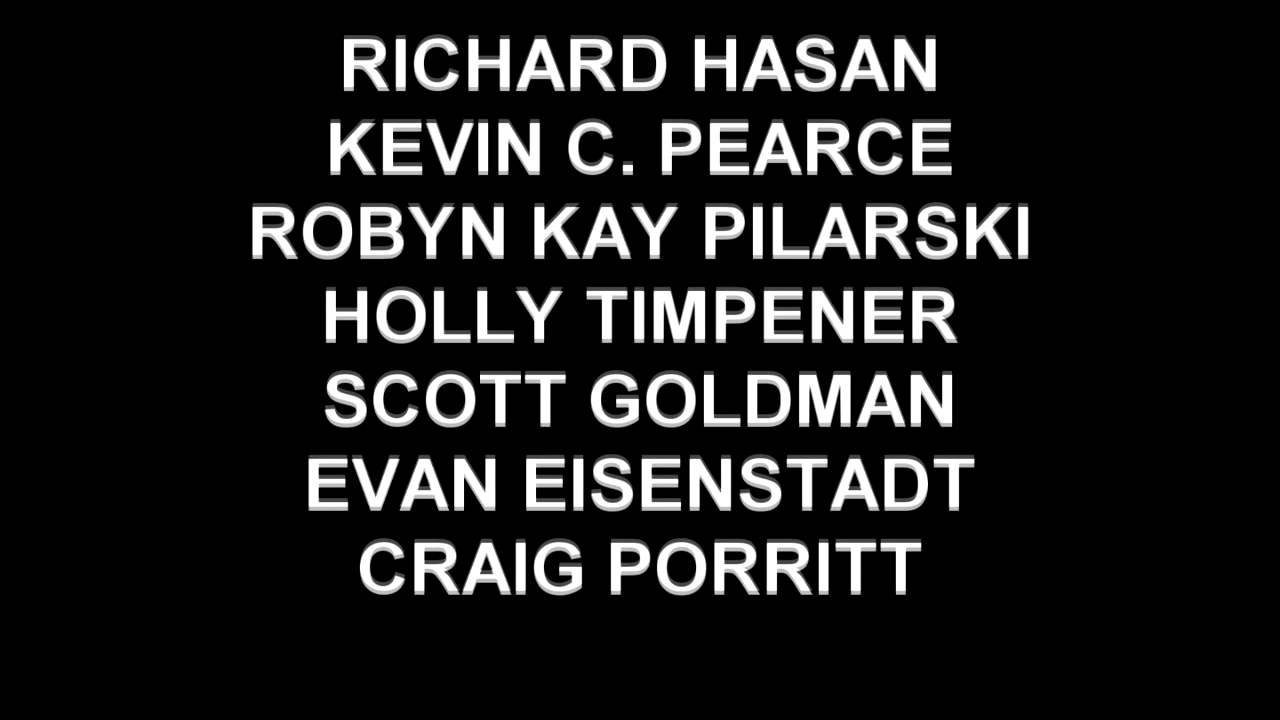 RICHARD HASAN
KEVIN C. PEARCE
ROBYN KAY PILARSKI
HOLLY TIMPENER
SCOTT GOLDMAN
EVAN EISENSTADT
CRAIG PORRITT